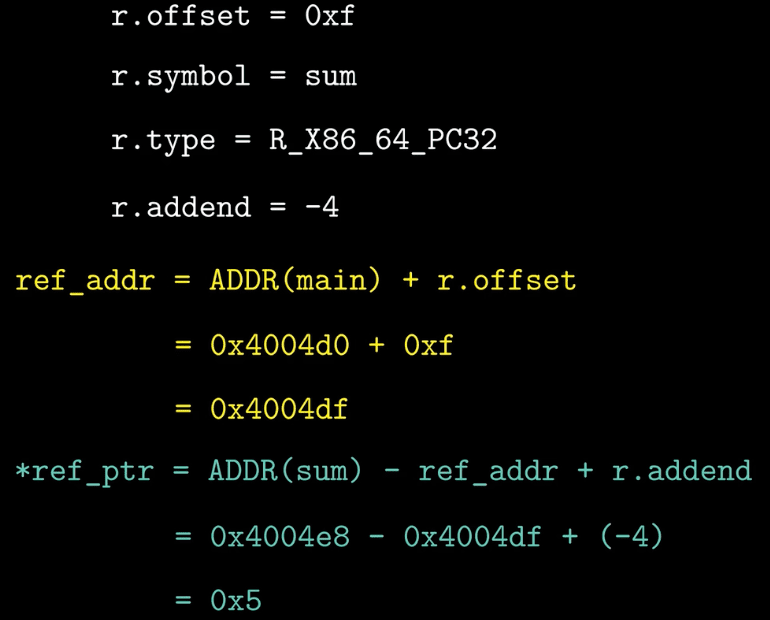 r.offset = 0xf
r.symbol = sum
r.type = R_X86_64_PC32
r.addend = -4
ref_addr = ADDR(main) + r.offset
= 0x4004d0 + 0xf
= 0x4004df
*ref_ptr = ADDR(sum) - ref_addr + r.addend
= 0x4004e8 - 0x4004df + (-4)
= 0x5